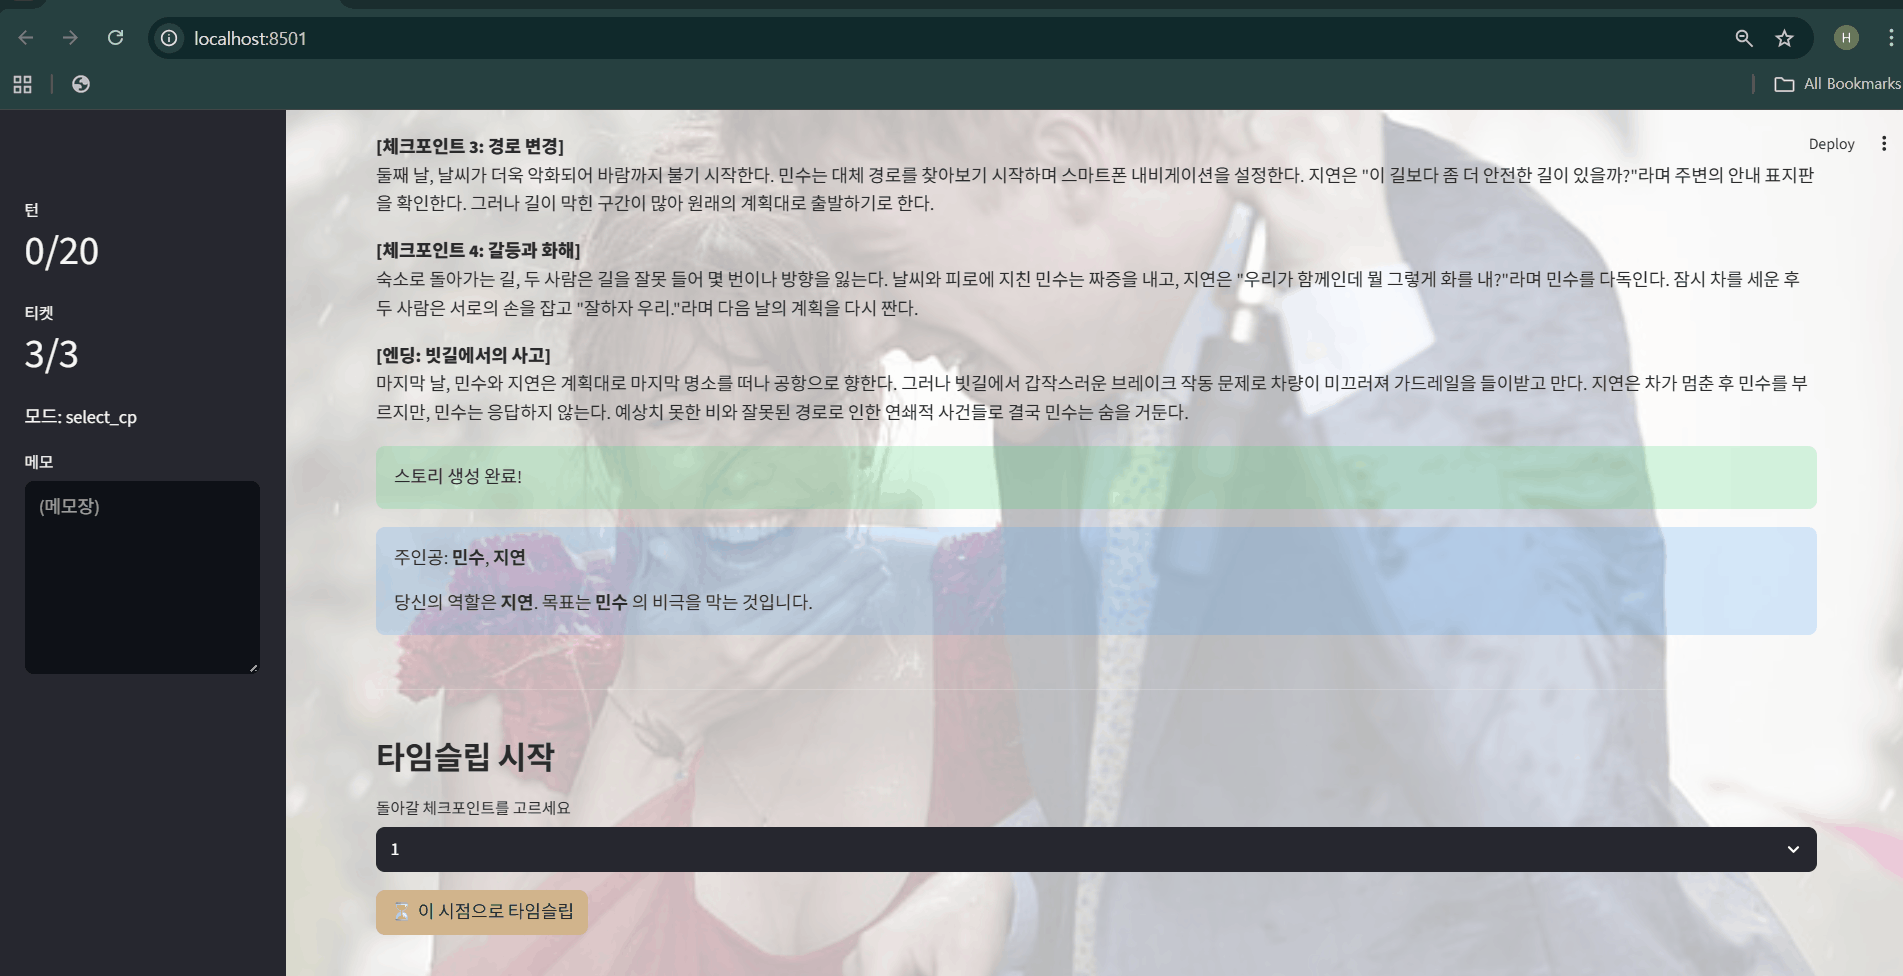 localhost:8501
H
All Bookmarks
Deploy
턴
0/20
티켓
3/3
모드: select_cp
메모
(메모장)
[체크포인트 3: 경로 변경]
둘째 날, 날씨가 더욱 악화되어 바람까지 불기 시작한다. 민수는 대체 경로를 찾아보기 시작하며 스마트폰 내비게이션을 설정한다. 지연은 "이 길보다 좀 더 안전한 길이 있을까?"라며 주변의 안내 표지판
을 확인한다. 그러나 길이 막힌 구간이 많아 원래의 계획대로 출발하기로 한다.
[체크포인트 4: 갈등과 화해]
숙소로 돌아가는 길, 두 사람은 길을 잘못 들어 몇 번이나 방향을 잃는다. 날씨와 피로에 지친 민수는 짜증을 내고, 지연은 "우리가 함께인데 뭘 그렇게 화를 내?"라며 민수를 다독인다. 잠시 차를 세운 후
두 사람은 서로의 손을 잡고 "잘하자 우리."라며 다음 날의 계획을 다시 짠다.
[엔딩: 빗길에서의 사고]
마지막 날, 민수와 지연은 계획대로 마지막 명소를 떠나 공항으로 향한다. 그러나 빗길에서 갑작스러운 브레이크 작동 문제로 차량이 미끄러져 가드레일을 들이받고 만다. 지연은 차가 멈춘 후 민수를 부
르지만, 민수는 응답하지 않는다. 예상치 못한 비와 잘못된 경로로 인한 연쇄적 사건들로 결국 민수는 숨을 거둔다.
스토리 생성 완료!
주인공: 민수, 지연
당신의 역할은 지연. 목표는 민수 의 비극을 막는 것입니다.
타임슬립 시작
돌아갈 체크포인트를 고르세요
1
⏳ 이 시점으로 타임슬립